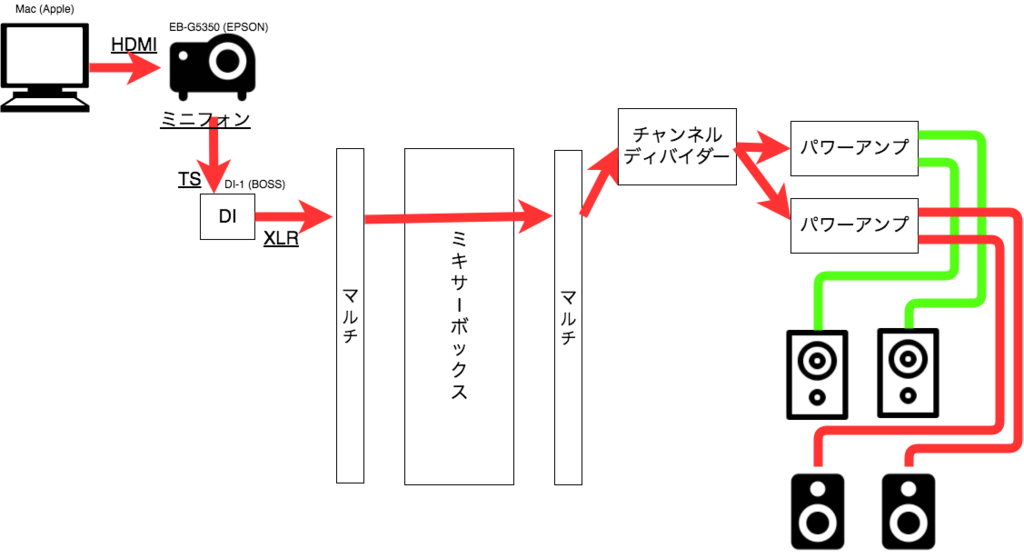 Mac (Apple)
HDMI
EB-G5350 (EPSON)
ミニフォン
TS
DI-1 (BOSS)
DI
XLR
マルチ
ミキサーボックス
マルチ
チャンネル
ディバイダー
パワーアンプ
パワーアンプ